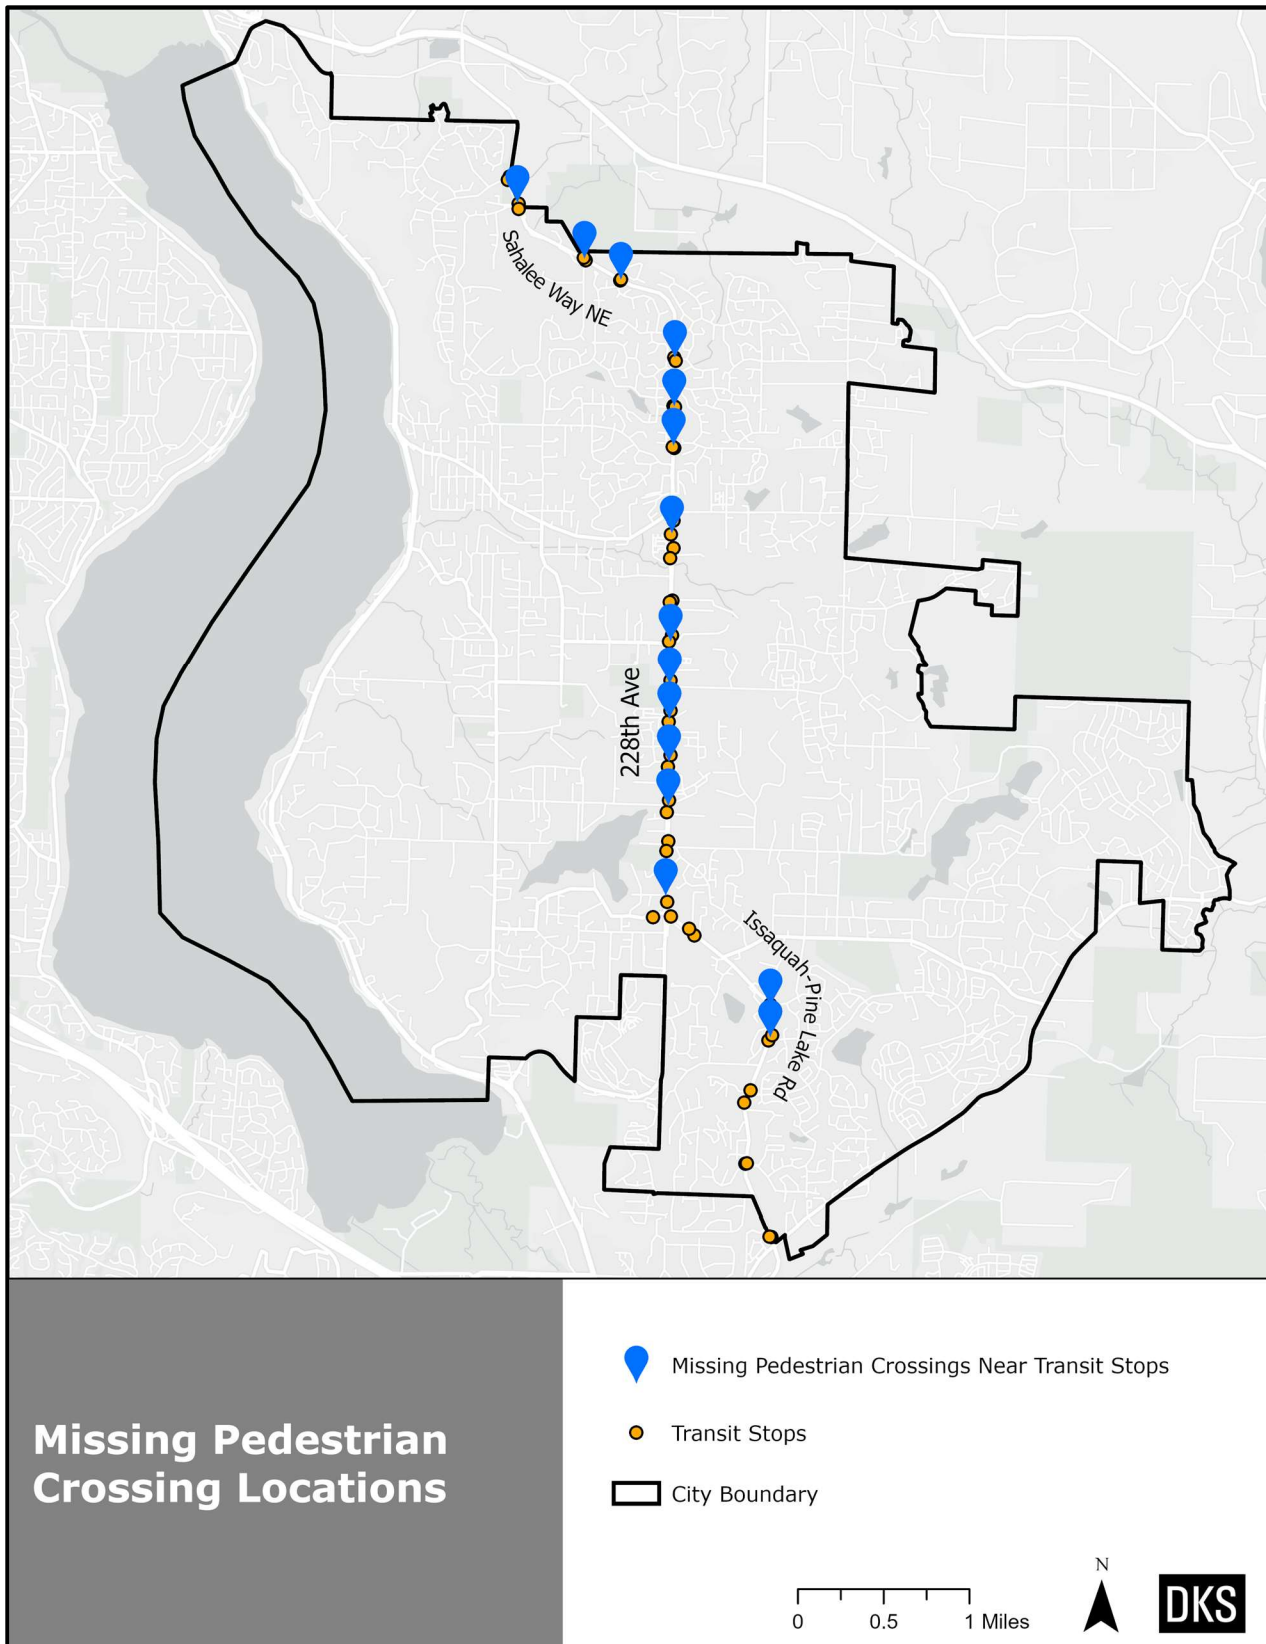 Sahalee Way NE
228th Ave
Issaquah-Pine Lake Rd
Missing Pedestrian
Crossing Locations
Missing Pedestrian Crossings Near Transit Stops
Transit Stops
City Boundary
0 0.5 1 Miles
N
DKS